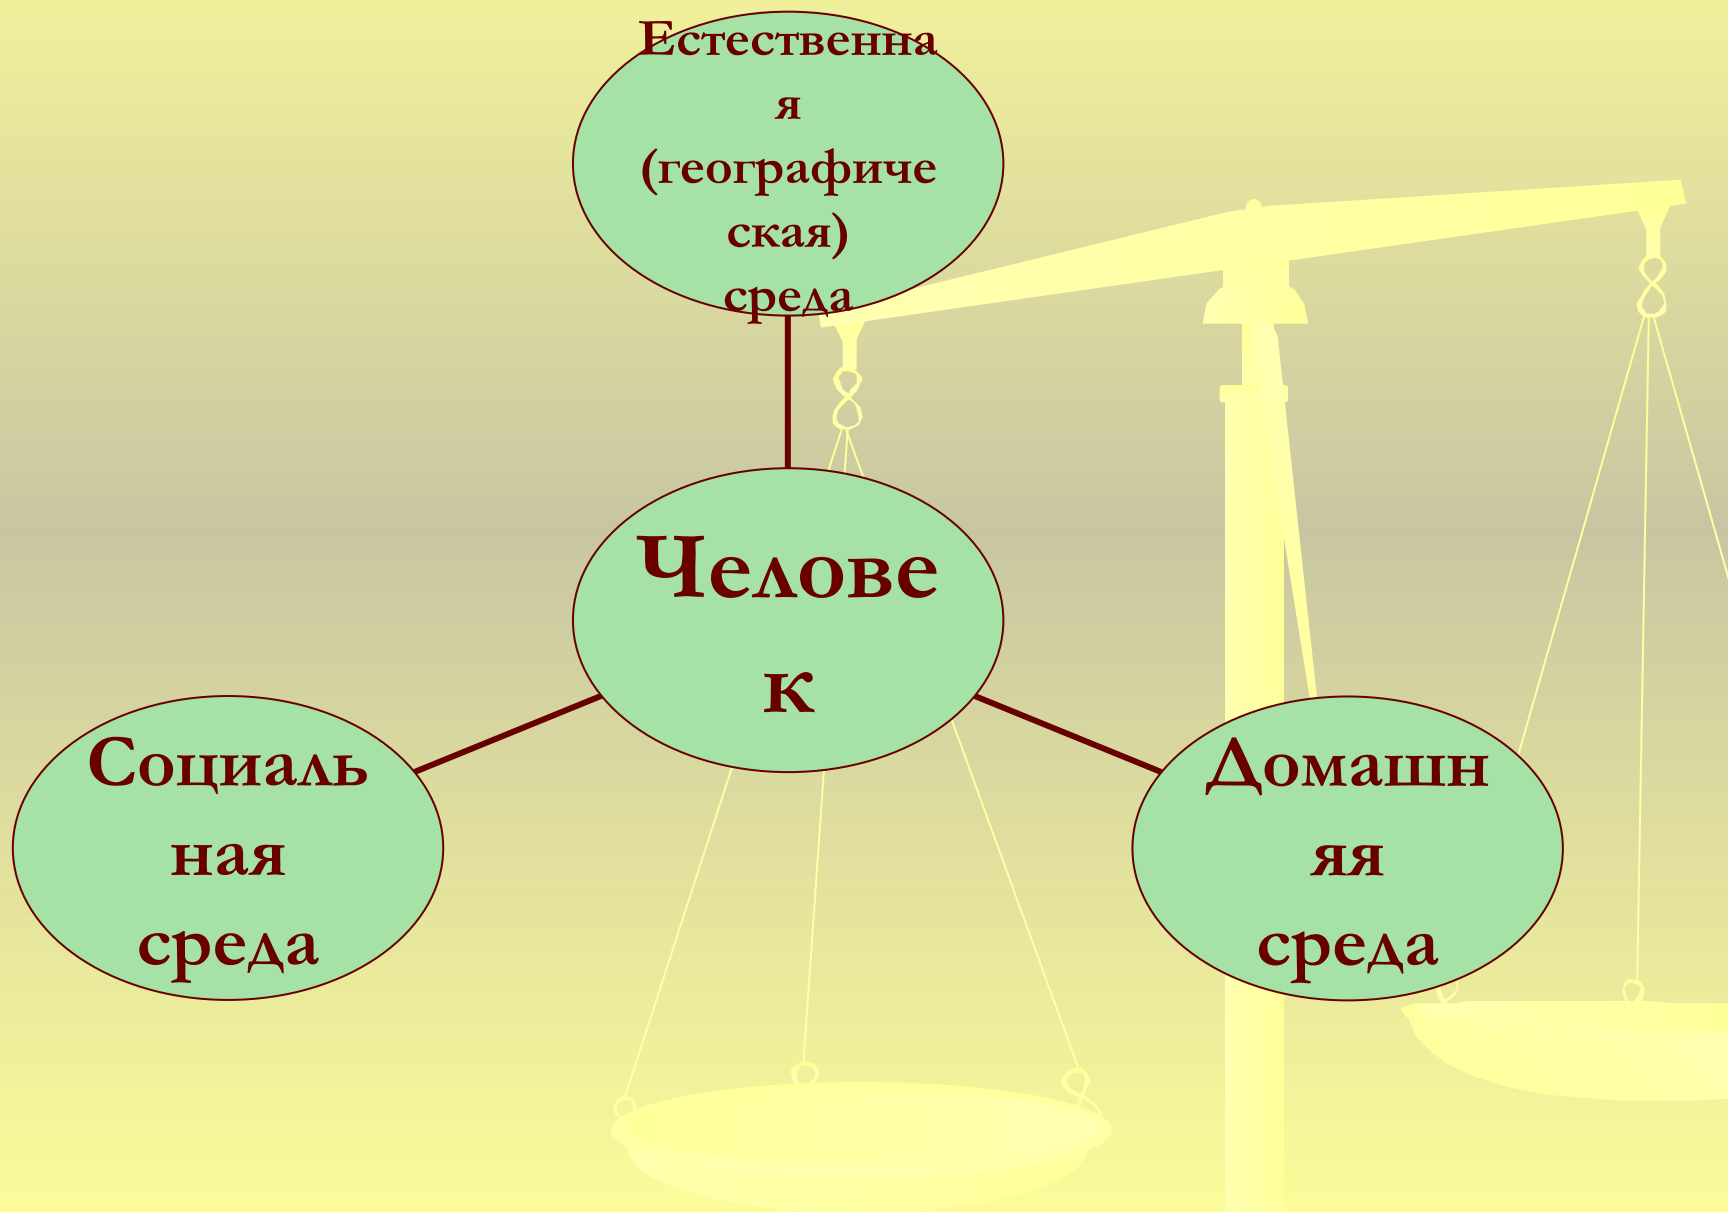 Естественна
я
(географиче
ская)
среда
Челове
к
Социаль
ная
среда
Домашн
яя
среда